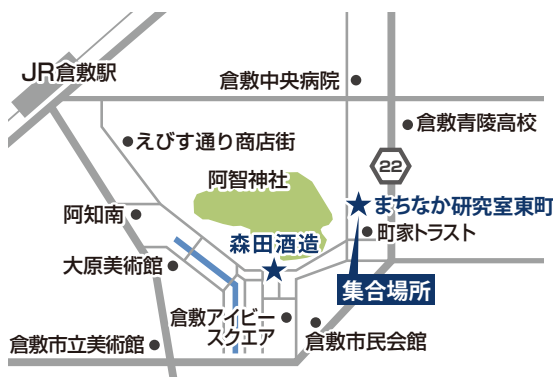 JR倉敷駅
倉敷中央病院
えびす通り商店街
倉敷青陵高校
22
阿智神社
まちなか研究室東町
阿知南
町家トラスト
森田酒造
大原美術館
集合場所
倉敷アイビー
スクエア
倉敷市民会館
倉敷市立美術館